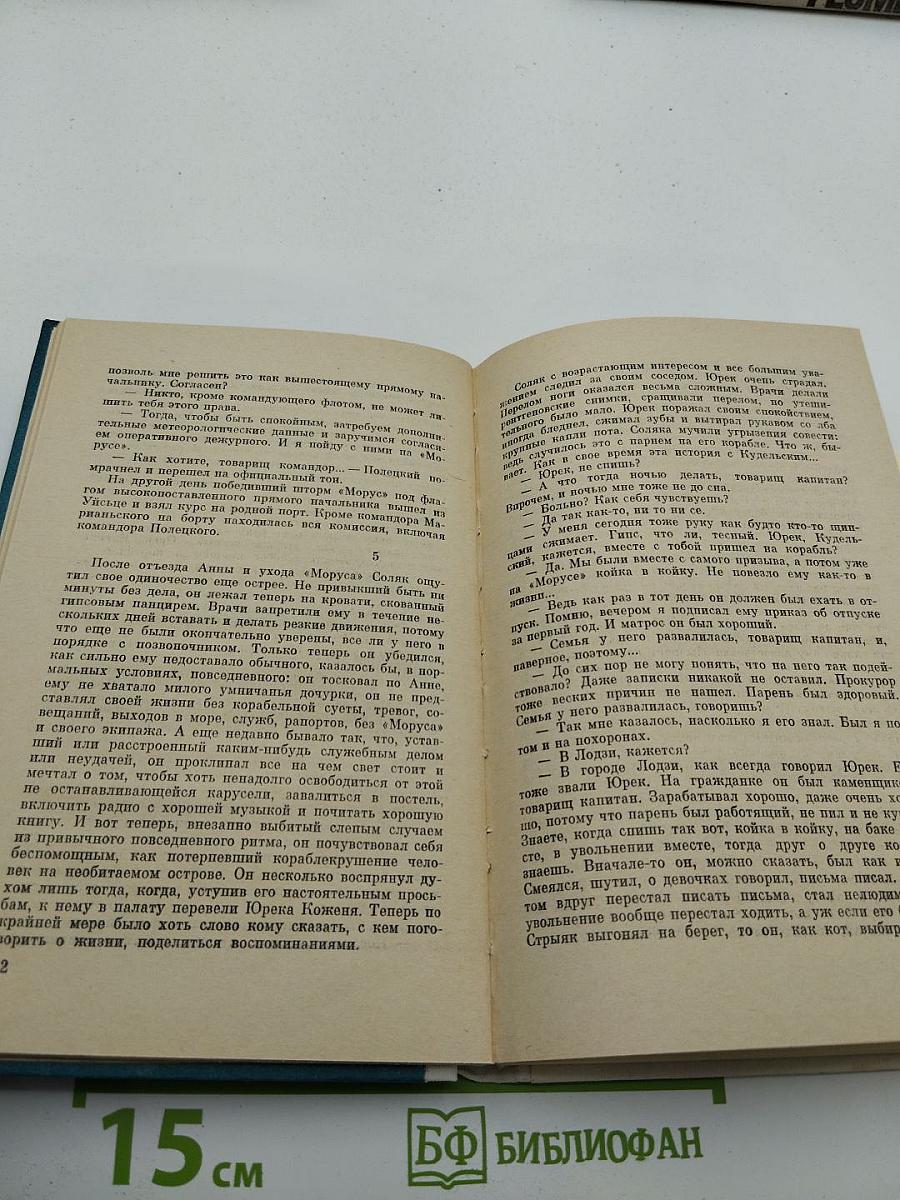 позволь мне решить это как вышестоящему прямому на-
чальнику. Согласен?
— Никто, кроме командующего флотом, не может ли-
шить тебя этого права.
— Тогда, чтобы быть спокойным, затребуем дополни-
тельные метеорологические данные и заручимся согласи-
ем оперативного дежурного. И я пойду с ними на «Мо-
русе».
— Как хотите, товарищ командор... — Полецкий по-
мрачнел и перешел на официальный тон.
На другой день победивший шторм «Морус» под фла-
гом высокопоставленного прямого начальника вышел из
Уйсьце и взял курс на родной порт. Кроме командора Ма-
рианьского на борту находилась вся комиссия, включая
командора Полецкого.
5
После отъезда Анны и ухода «Моруса» Соляк ощу-
тил свое одиночество еще острее. Не привыкший быть ни
минуты без дела, он лежал теперь на кровати, скованный
гипсовым панцирем. Врачи запретили ему в течение не-
скольких дней вставать и делать резкие движения, потому
что еще не были окончательно уверены, все ли у него в
порядке с позвоночником. Только теперь он убедился,
как сильно ему недоставало обычного, казалось бы, в нор-
мальных условиях, повседневного: он тосковал по Анне,
ему не хватало милого умничанья дочурки, он не пред-
ставлял своей жизни без корабельной суеты, тревог, со-
вещаний, выходов в море, служб, рапортов, без «Моруса»
и своего экипажа. А еще недавно бывало так, что, устав-
ший или расстроенный каким-нибудь служебным делом
или неудачей, он проклинал все на чем свет стоит и
мечтал о том, чтобы хоть ненадолго освободиться от этой
не останавливающейся карусели, завалиться в постель,
включить радио с хорошей музыкой и почитать хорошую
книгу. И вот теперь, внезапно выбитый слепым случаем
из привычного повседневного ритма, он почувствовал себя
беспомощным, как потерпевший кораблекрушение чело-
век на необитаемом острове. Он несколько воспрянул ду-
хом лишь тогда, когда, уступив его настоятельным прось-
бам, к нему в палату перевели Юрека Коженя. Теперь по
крайней мере было хоть слово кому сказать, с кем пого-
ворить о жизни, поделиться воспоминаниями.
2
Соляк с возрастающим интересом и все большим ува-
жением следил за своим соседом. Юрек очень страдал.
Перелом ноги оказался весьма сложным. Врачи делали
рентгеновские снимки, сращивали перелом, но утеши-
тельного было мало. Юрек поражал своим спокойствием,
иногда бледнел, сжимал зубы и вытирал рукавом со лба
крупные капли пота. Соляка мучили угрызения совести:
ведь случилось это с парнем на его корабле. Что ж, бы-
вает. Как в свое время эта история с Кудельским...
— Юрек, не спишь?
— А что тогда ночью делать, товарищ капитан?
Впрочем, и ночью мне тоже не до сна.
— Больно? Как себя чувствуешь?
— Да так как-то, ни то ни се.
— У меня сегодня тоже руку как будто кто-то щип-
цами сжимает. Гипс, что ли, тесный. Юрек, Кудель-
ский, кажется, вместе с тобой пришел на корабль?
— Да. Мы были вместе с самого призыва, а потом уже
на «Морусе» койка в койку. Не повезло ему как-то в
жизни...
— Ведь как раз в тот день он должен был ехать в от-
пуск. Помню, вечером я подписал ему приказ об отпуске
за первый год. И матрос он был хороший.
— Семья у него развалилась, товарищ капитан, и,
наверное, поэтому...
— До сих пор не могу понять, что на него так подей-
ствовало? Даже записки никакой не оставил. Прокурор
тоже веских причин не нашел. Парень был здоровый.
Семья у него развалилась, говоришь?
— Так мне казалось, насколько я его знал. Был я по
том и на похоронах.
— В Лодзи, кажется?
— В городе Лодзи, как всегда говорил Юрек. Е
тоже звали Юрек. На гражданке он был каменщик
товарищ капитан. Зарабатывал хорошо, даже очень хо
шо, потому что парень был работящий, не пил и не ку
Знаете, когда спишь так вот, койка в койку, на баке
сте, в увольнении вместе, тогда друг о друге ко
знаешь. Вначале-то он, можно сказать, был как и
Смеялся, шутил, о девочках говорил, письма писал.
том вдруг перестал писать письма, стал нелюдим
увольнение вообще перестал ходить, а уж если его б
Стрыяк выгонял на берег, то он, как кот, выбир
15 см
БФ БИБЛИОФАН